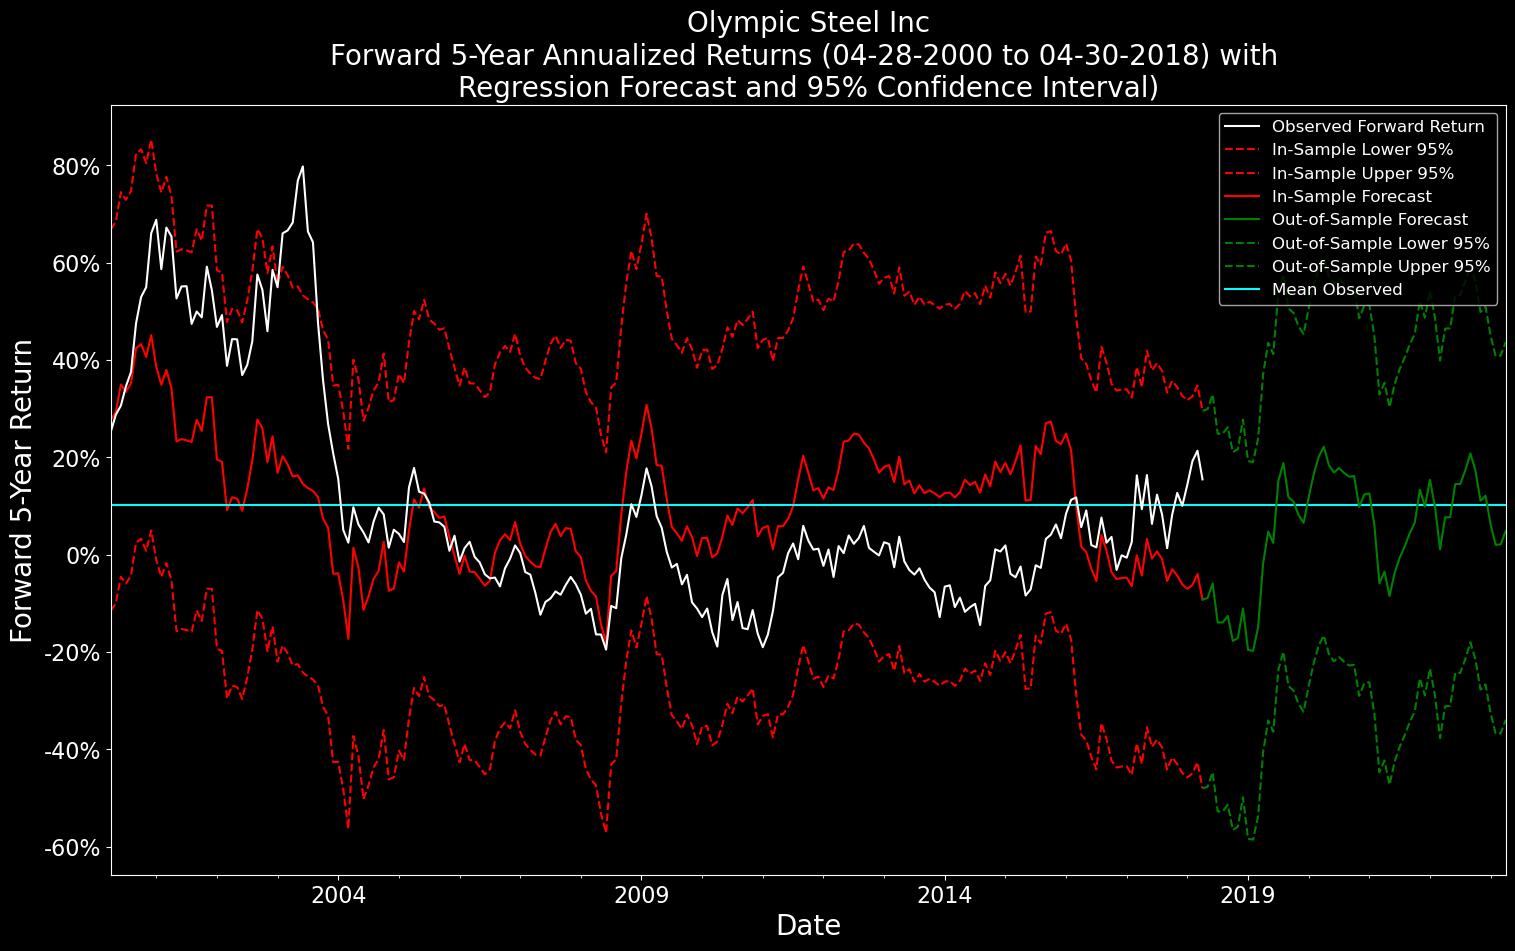 Olympic Steel Inc
Forward 5-Year Annualized Returns (04-28-2000 to 04-30-2018) with
Regression Forecast and 95% Confidence Interval)
Observed Forward Return
In-Sample Lower 95%
In-Sample Upper 95%
In-Sample Forecast
Out-of-Sample Forecast
Out-of-Sample Lower 95%
Out-of-Sample Upper 95%
Mean Observed
Forward 5-Year Return
80%
60%
40%
20%
0%
-20%
-40%
-60%
2004
2009
2014
2019
Date